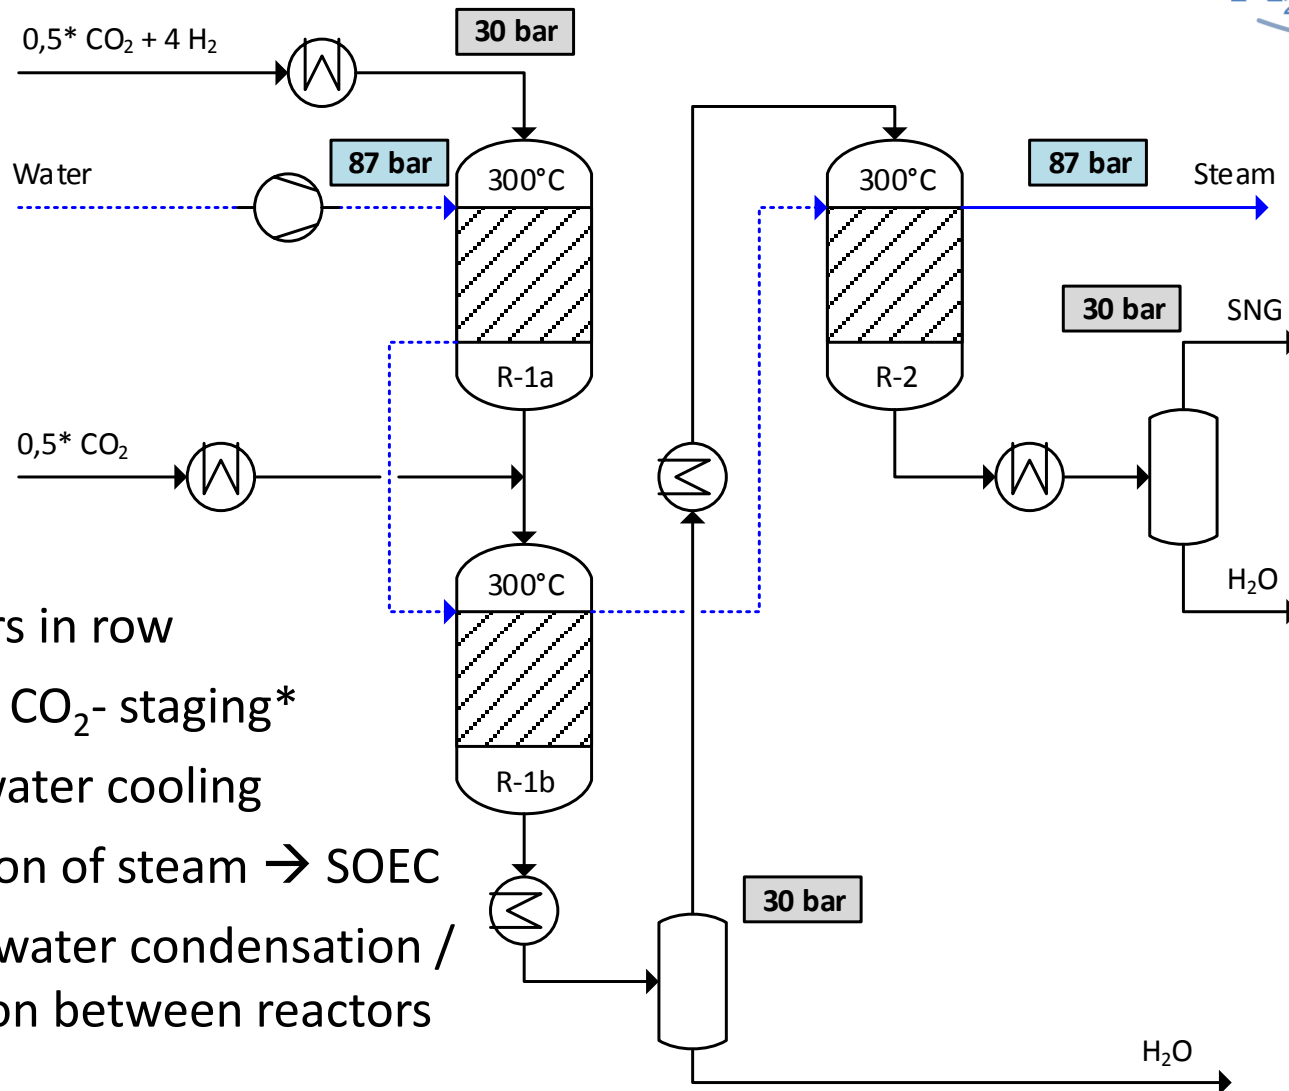 0,5* CO₂ + 4 H₂
30 bar
Water
87 bar
300°C
300°C
87 bar
Steam
30 bar
SNG
R-1a
R-2
0,5* CO₂
300°C
H₂O
rs in row
CO₂- staging*
water cooling
R-1b
on of steam → SOEC
30 bar
water condensation /
on between reactors
H₂O